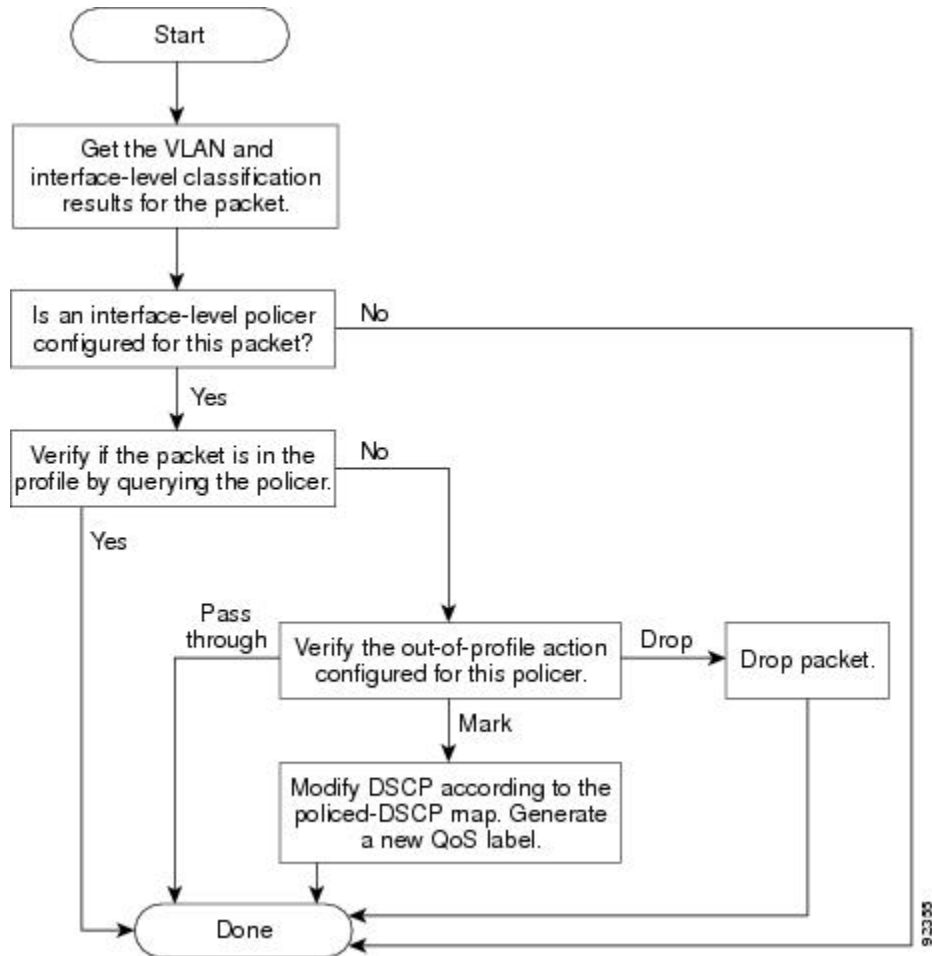 Start
Get the VLAN and
interface-level classification
results for the packet.
Is an interface-level policer
configured for this packet?
No
Yes
Verify if the packet is in the
profile by querying the policer.
No
Yes
Pass
through
Verify the out-of-profile action
configured for this policer.
Drop
Drop packet.
Mark
Modify DSCP according to the
policed-DSCP map. Generate
a new QoS label.
Done
92355